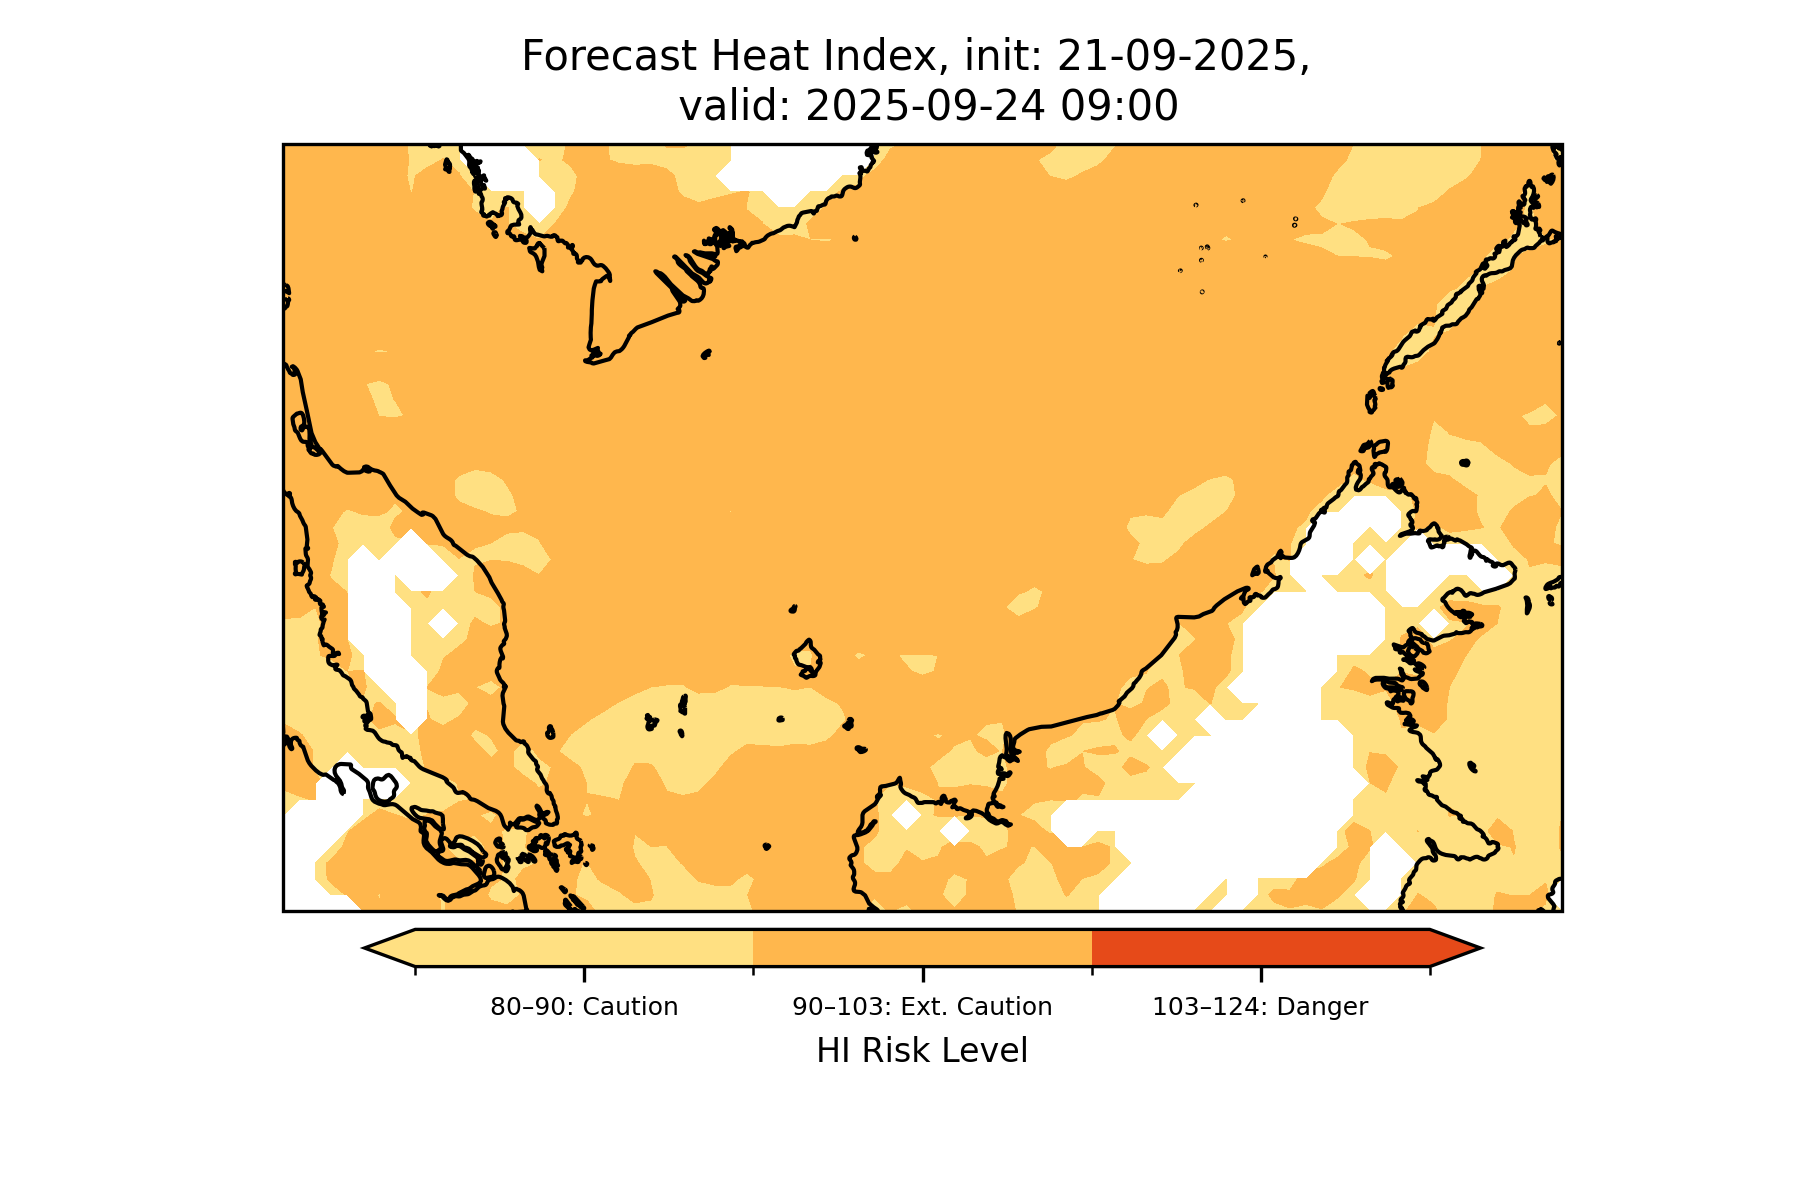 Forecast Heat Index, init: 21-09-2025,
valid: 2025-09-24 09:00
80–90: Caution
90–103: Ext. Caution
103–124: Danger
HI Risk Level